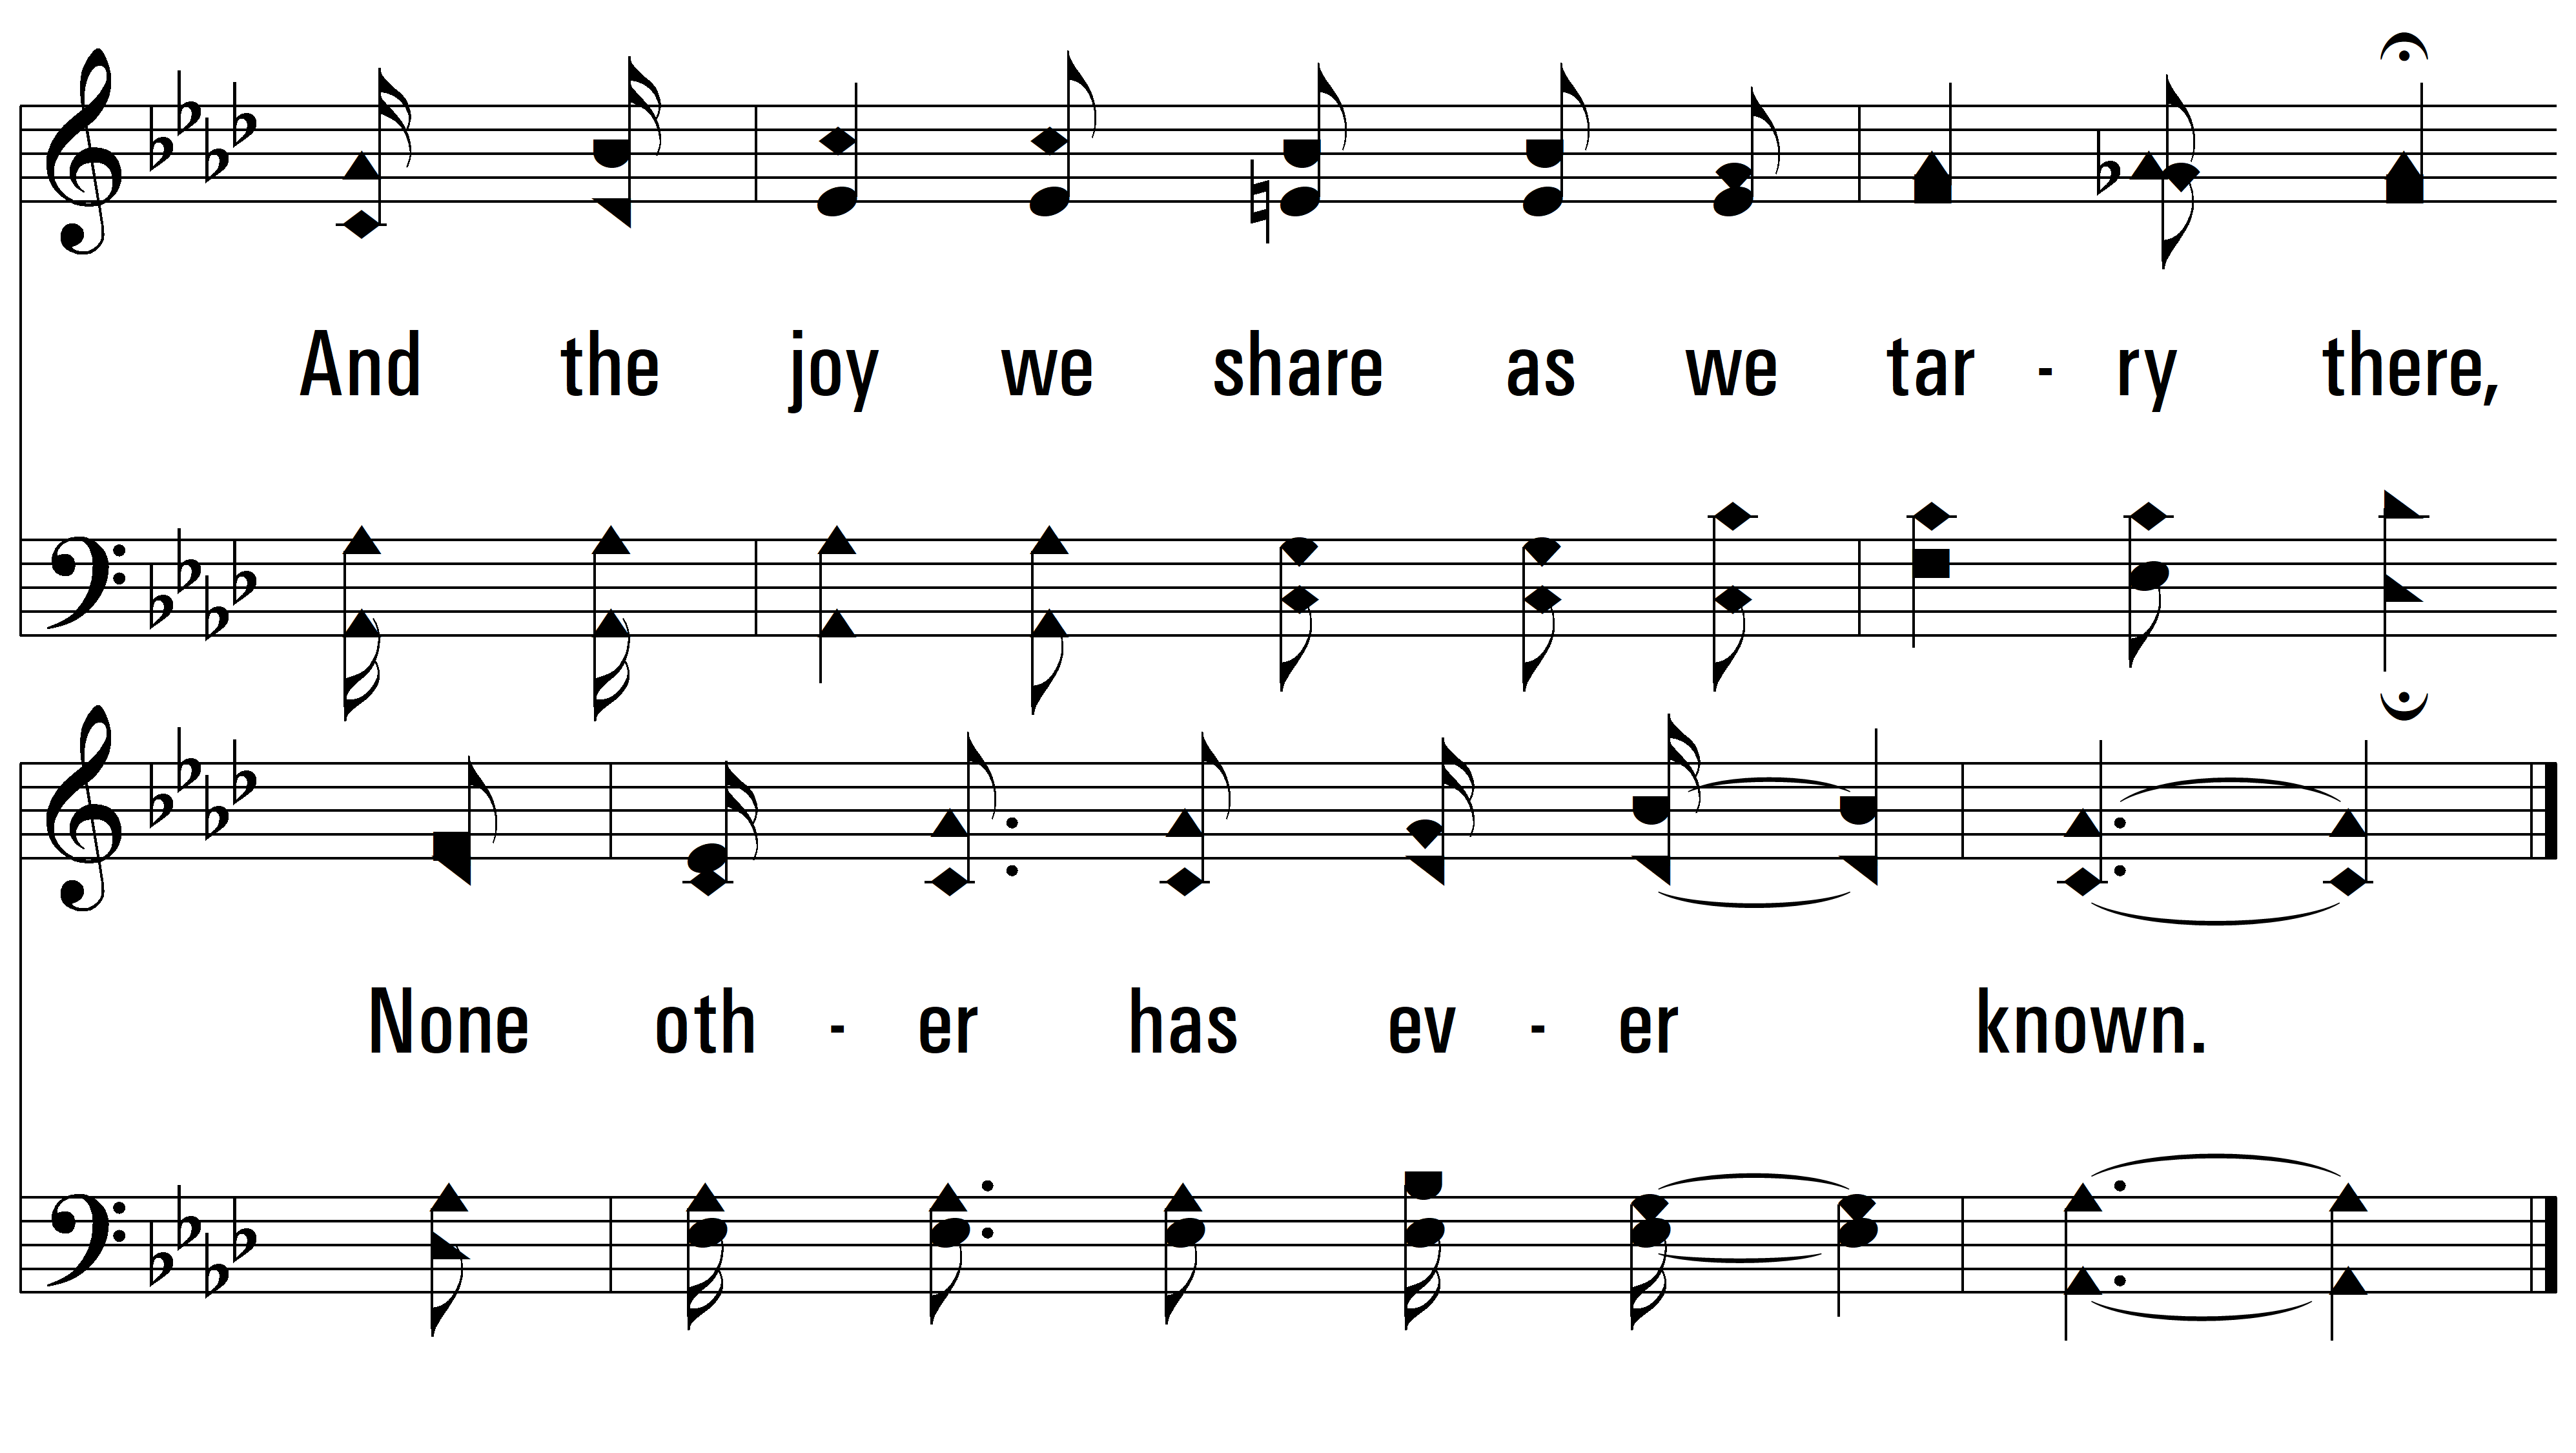 And the joy we share as we tar - ry there,
None oth - er has ev - er known.